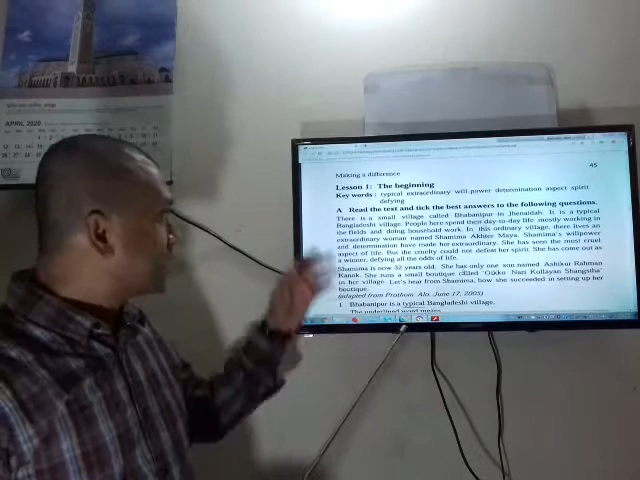 APRIL 2020
45
Making a difference
Lesson 1: The beginning
Key words : typical extraordinary will-power determination aspect spirit
defying
A Read the text and tick the best answers to the following questions.
There is a small village called Bhabanipur in Jhenaidah. It is a typical
Bangladeshi village. People here spend their day-to-day life mostly working in
the fields and doing household work. In this ordinary village, there lives an
extraordinary woman named Shamima Akhter Maya. Shamima's willpower
and determination have made her extraordinary. She has seen the most cruel
aspect of life. But the cruelty could not defeat her spirit. She has come out as
a winner, defying all the odds of life.
Shamima is now 32 years old. She has only one son named Ashikur Rahman
Kanak. She runs a small boutique called 'Oikko Nari Kollayan Shangstha'
in her village. Let's hear from Shamima, how she succeeded in setting up her
boutique.
(adapted from Prothom Alo, June 17, 2005)
1 Bhabanipur is a typical Bangladeshi village.
The underlined word means